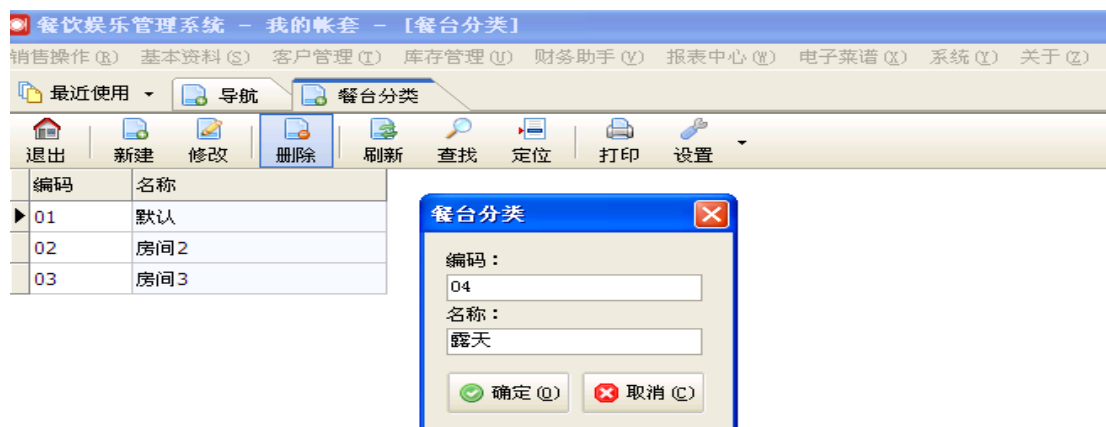 餐饮娱乐管理系统 - 我的帐套 - [餐台分类]
销售操作(R) 基本资料(S) 客户管理(T) 库存管理(U) 财务助手(V) 报表中心(W) 电子菜谱(X) 系统(Y) 关于(Z)
最近使用 导航 餐台分类
退出 新建 修改 删除 刷新 查找 定位 打印 设置
编码 名称
01 默认
02 房间2
03 房间3
餐台分类
编码：
04
名称：
露天
确定(O) 取消(C)